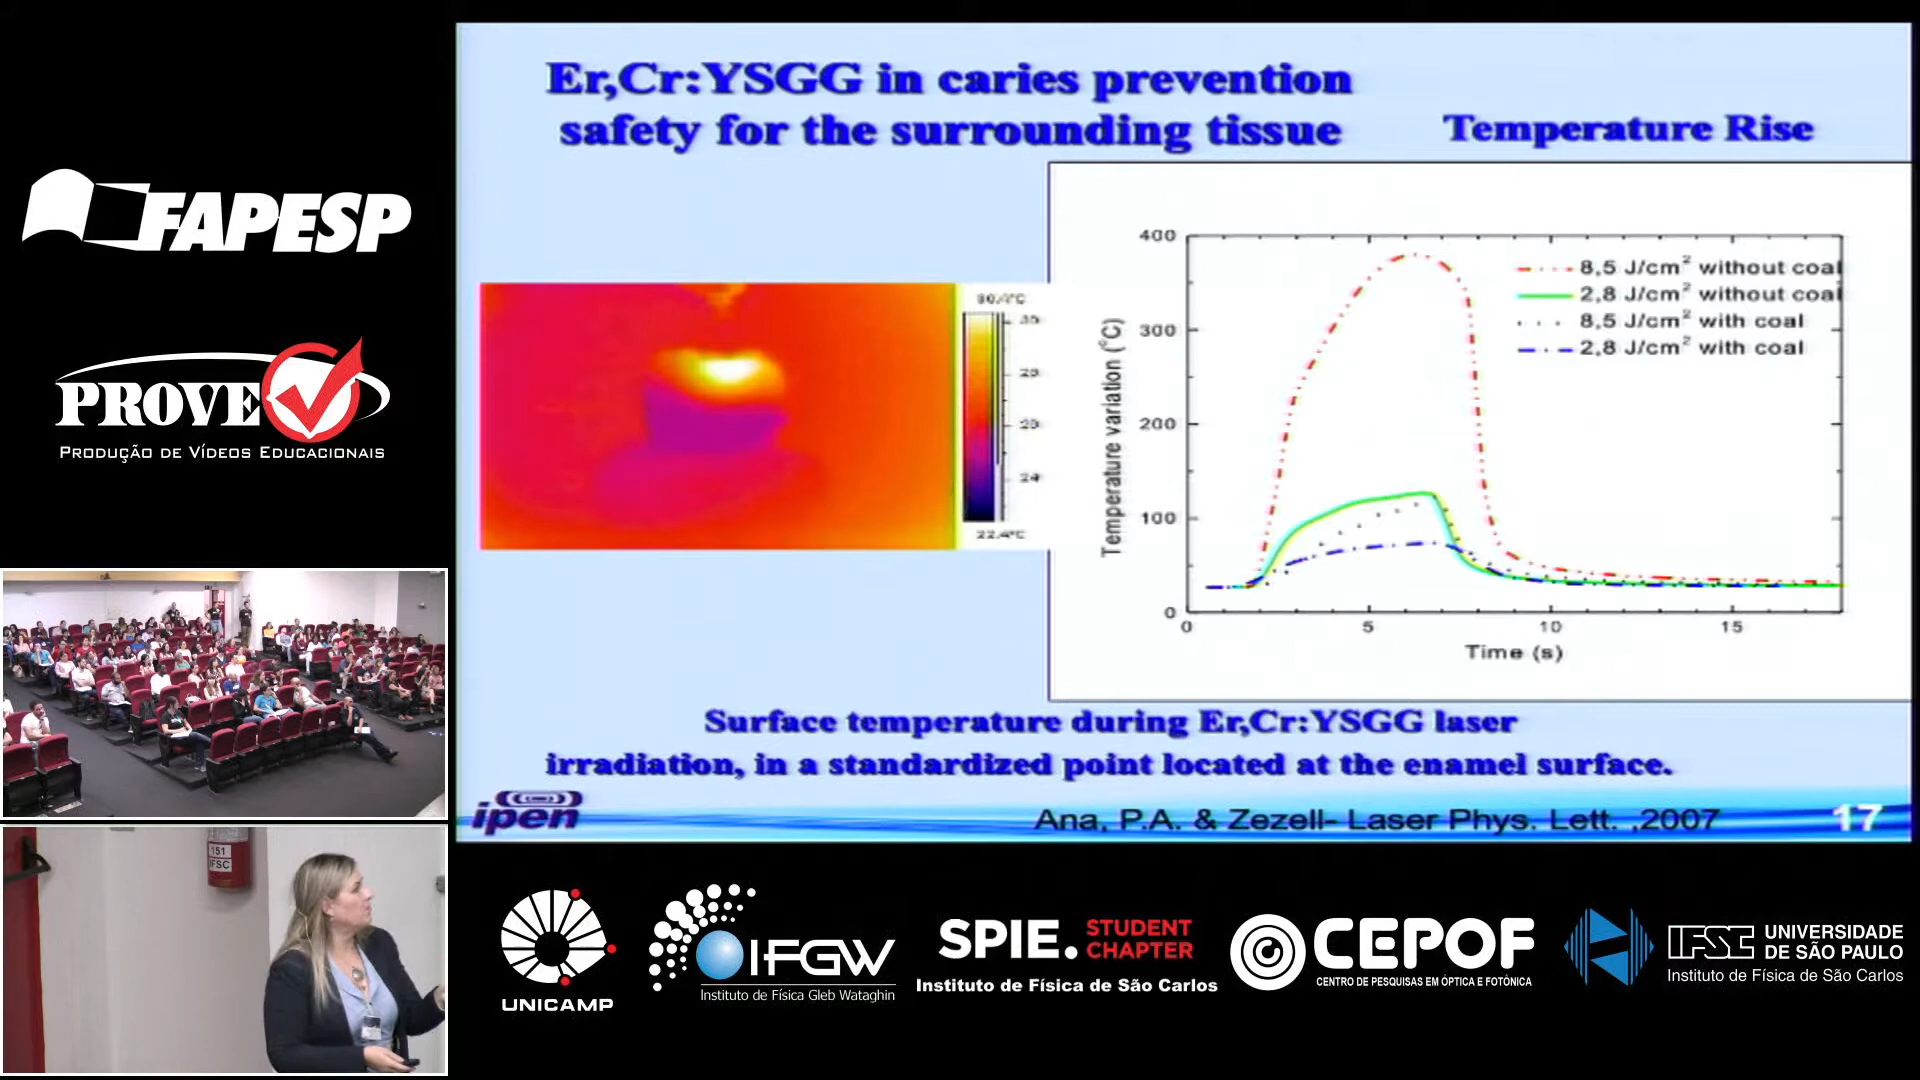 FAPESP
PROVE
PRODUÇÃO DE VÍDEOS EDUCACIONAIS
Er,Cr:YSGG in caries prevention
safety for the surrounding tissue
Temperature Rise
400
300
200
100
0
0
5
10
15
Temperature variation (°C)
Time (s)
8,5 J/cm² without coal
2,8 J/cm² without coal
8,5 J/cm² with coal
2,8 J/cm² with coal
22.4°C
Surface temperature during Er,Cr:YSGG laser
irradiation, in a standardized point located at the enamel surface.
ipen
Ana, P.A. & Zezell- Laser Phys. Lett. ,2007
17
151
IFSC
UNICAMP
IFGW
Instituto de Física Gleb Wataghin
SPIE. STUDENT
CHAPTER
Instituto de Física de São Carlos
CEPOF
CENTRO DE PESQUISAS EM ÓPTICA E FOTÔNICA
IFSC
UNIVERSIDADE
DE SÃO PAULO
Instituto de Física de São Carlos